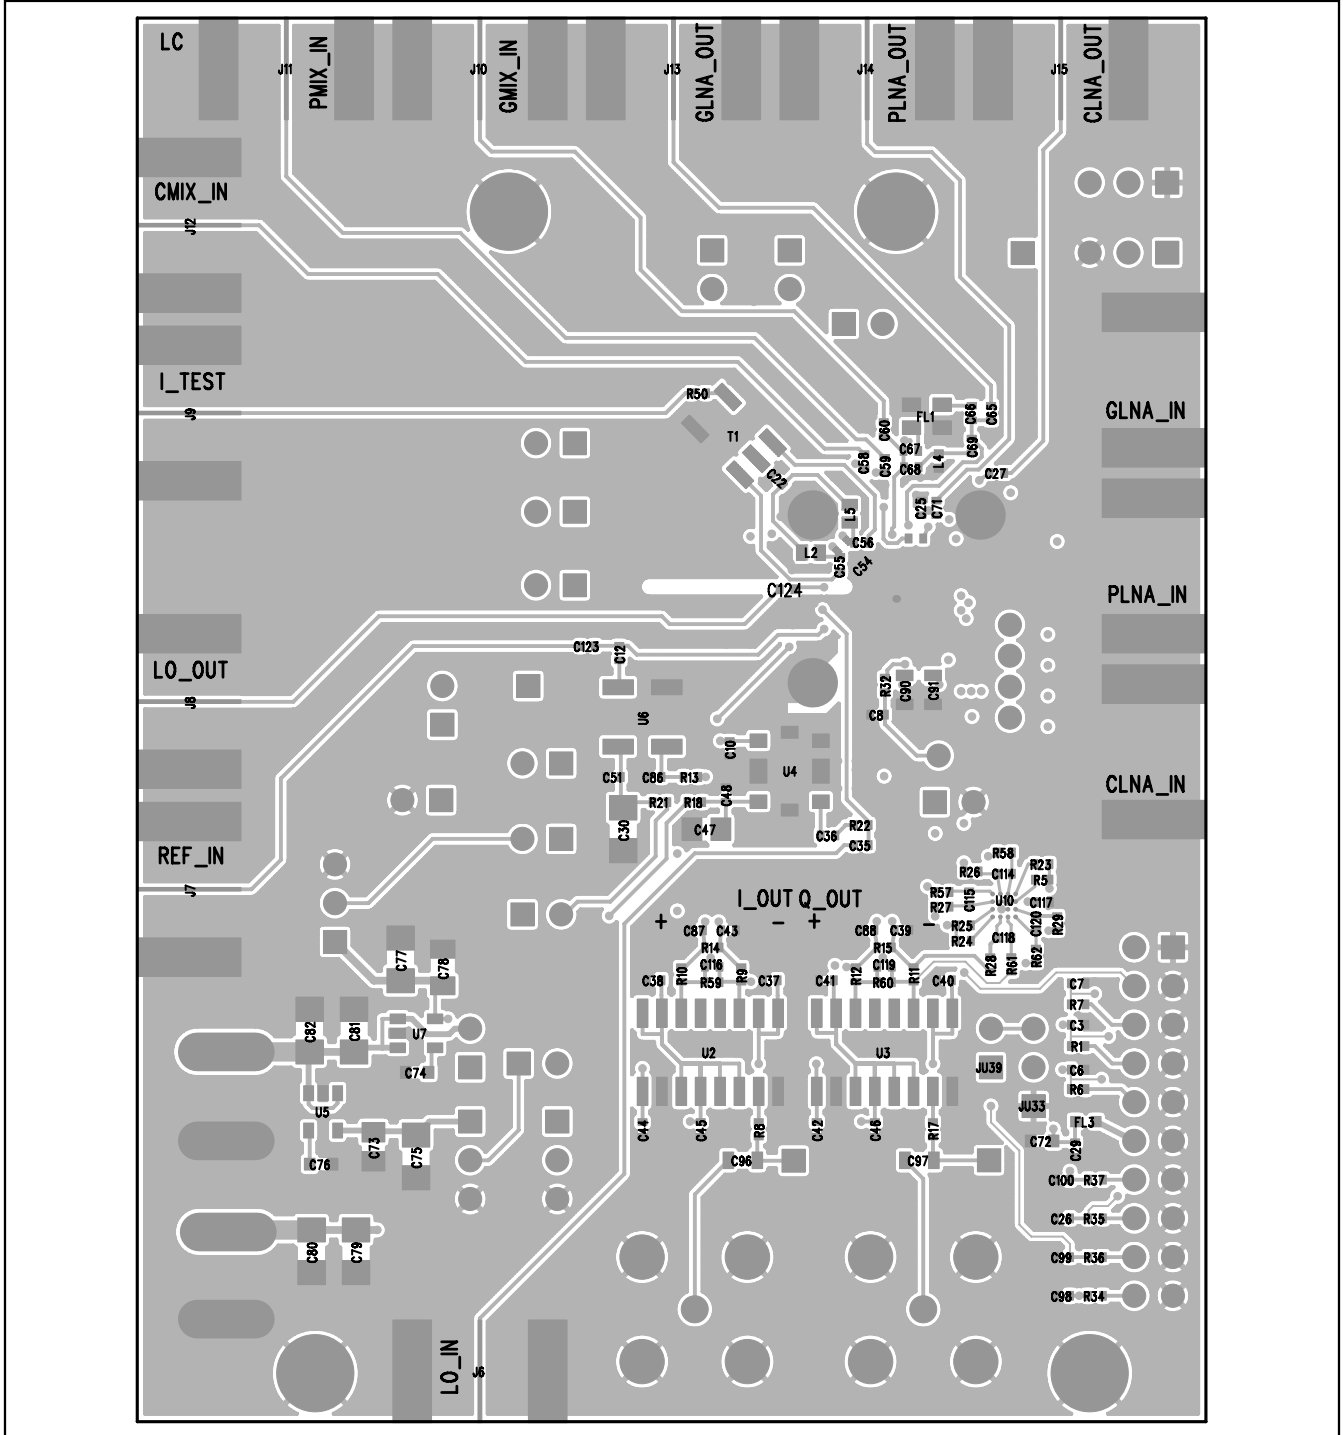 LC
J11
PMIX_IN
J10
GMIX_IN
J13
GLNA_OUT
J14
PLNA_OUT
J15
CLNA_OUT
CMIX_IN
J12
I_TEST
J9
R50
T1
C22
C60
C58
C59
FL1
C66
C65
C67
C69
C68
L4
C27
GLNA_IN
C25
C71
L5
L2
C56
C55
C54
C124
PLNA_IN
C123
C12
LO_OUT
J8
U6
R32
C90
C91
C8
C10
U4
C51
C86
R13
CLNA_IN
R21
R18
C48
C30
C47
C36
R22
C35
REF_IN
J7
R58
R26
C114
R23
R5
R57
C115
R27
U10
C117
I_OUT
Q_OUT
+
-
+
-
R25
C120
R29
R24
C118
C87
C43
C88
C39
R14
R15
R28
R61
R62
C77
C78
C116
C119
R10
R9
R12
R11
C38
R59
C37
C41
R60
C40
C7
R7
C82
C81
U7
C3
R1
U2
U3
JU39
C74
C6
R6
U5
JU33
FL3
C73
C75
C76
C44
C45
R8
C42
C46
R17
C72
C29
C96
C97
C100
R37
C26
R35
C80
C79
C99
R36
C98
R34
LO_IN
J6